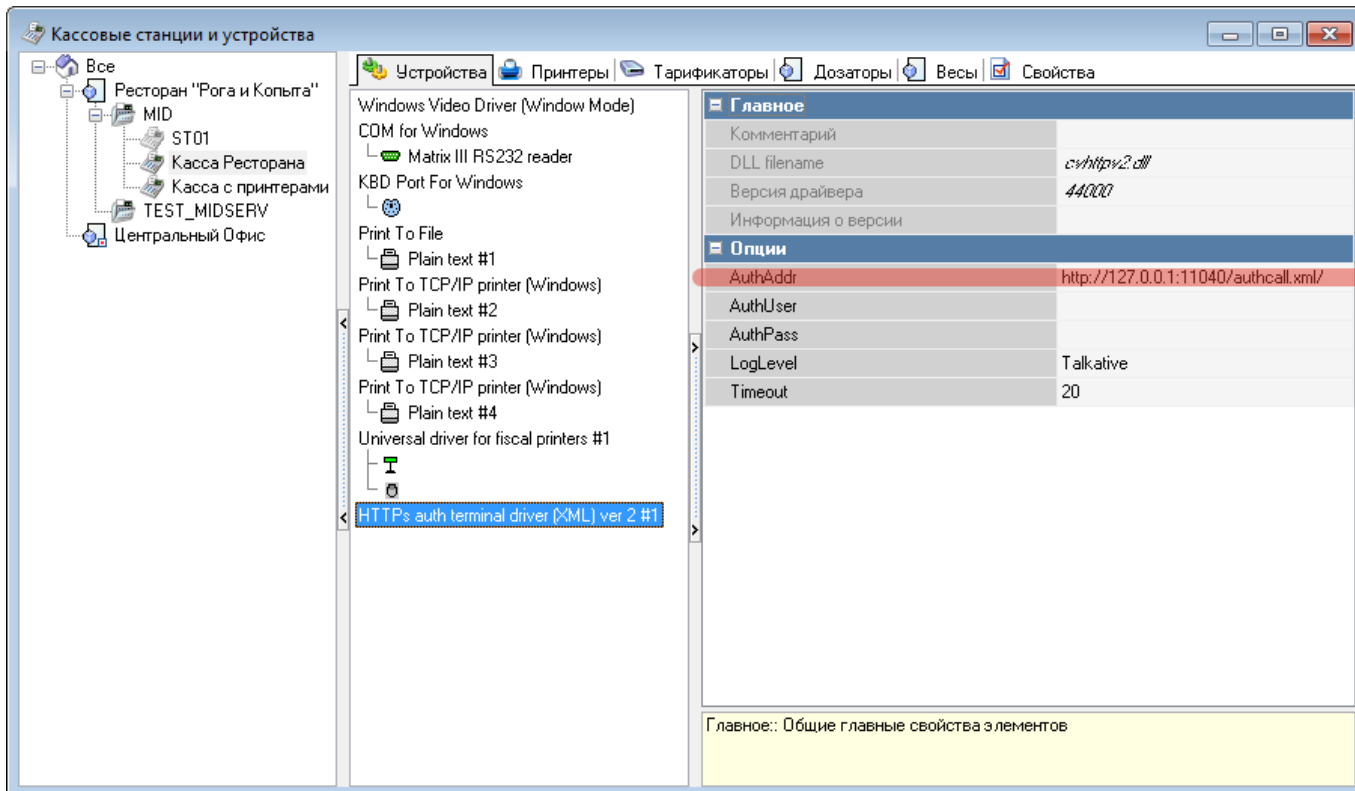 Кассовые станции и устройства
Все
Ресторан "Рога и Копыта"
MID
ST01
Касса Ресторана
Касса с принтерами
TEST_MIDSERV
Центральный Офис
Устройства Принтеры Тарификаторы Дозаторы Весы Свойства
Windows Video Driver (Window Mode)
COM for Windows
Matrix III RS232 reader
KBD Port For Windows
Print To File
Plain text #1
Print To TCP/IP printer (Windows)
Plain text #2
Print To TCP/IP printer (Windows)
Plain text #3
Print To TCP/IP printer (Windows)
Plain text #4
Universal driver for fiscal printers #1
HTTPs auth terminal driver (XML) ver 2 #1
Главное
Комментарий
DLL filename cvhttpv2.dll
Версия драйвера 44000
Информация о версии
Опции
AuthAddr http://127.0.0.1:11040/authcall.xml/
AuthUser
AuthPass
LogLevel Talkative
Timeout 20
Главное:: Общие главные свойства элементов